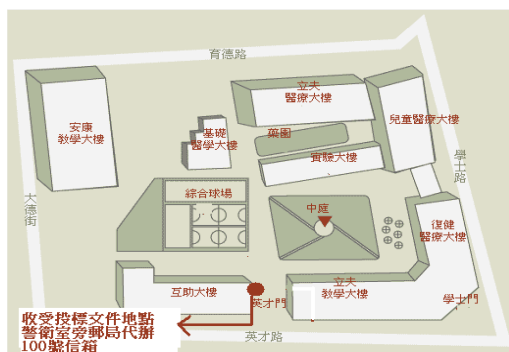 育德路
立夫
醫療大樓
兒童醫療大樓
安康
教學大樓
基礎
醫學大樓
藥園
實驗大樓
學士路
大德街
綜合球場
中庭
復健
醫療大樓
互助大樓
英才門
立夫
教學大樓
學士門
收受投標文件地點
警衛室旁郵局代辦
100號信箱
英才路